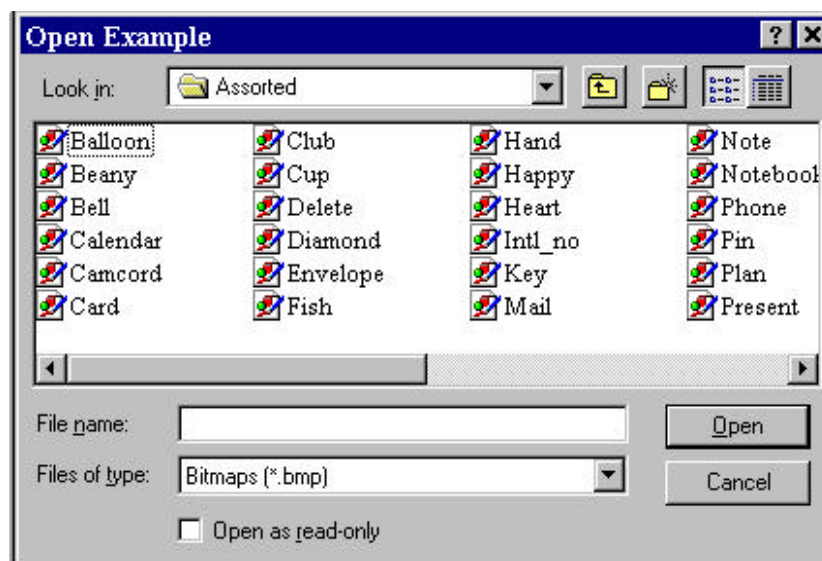 Open Example
Look in: Assorted
Balloon Club Hand Note
Beany Cup Happy Notebook
Bell Delete Heart Phone
Calendar Diamond Intl_no Pin
Camcord Envelope Key Plan
Card Fish Mail Present
File name: Open
Files of type: Bitmaps (*.bmp) Cancel
Open as read-only